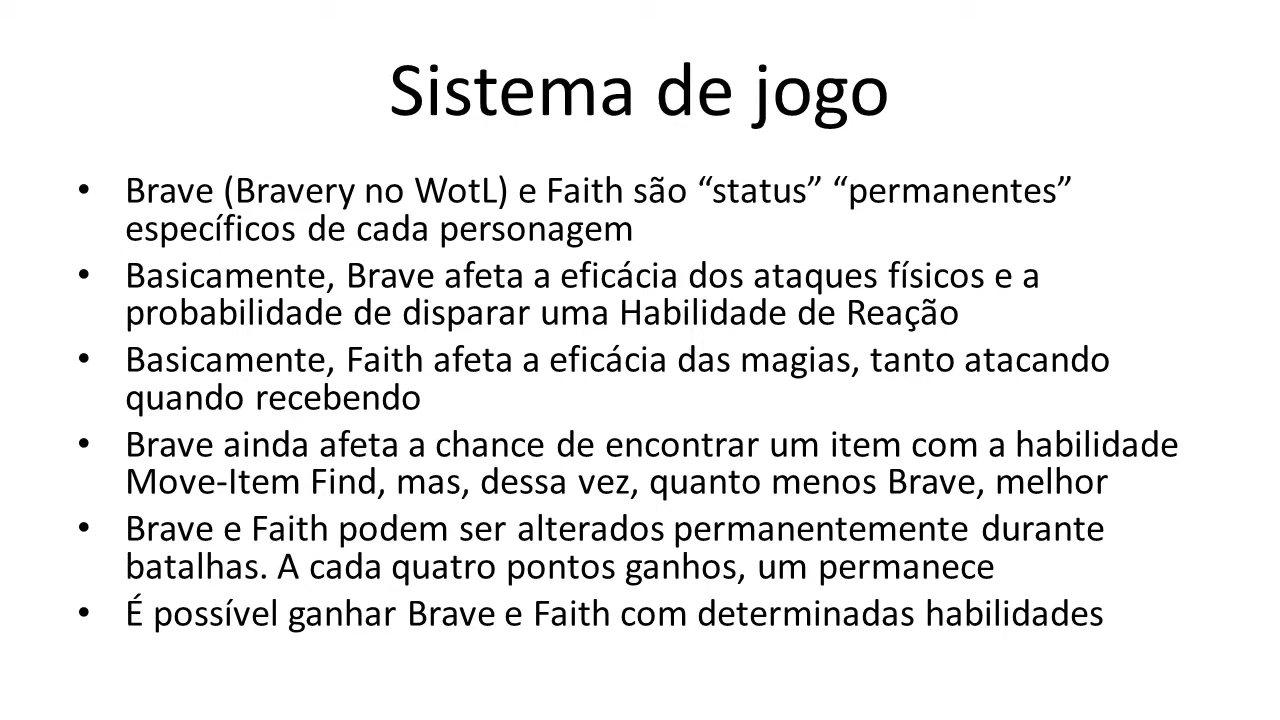 Sistema de jogo
• Brave (Bravery no WotL) e Faith são “status” “permanentes”
específicos de cada personagem
• Basicamente, Brave afeta a eficácia dos ataques físicos e a
probabilidade de disparar uma Habilidade de Reação
• Basicamente, Faith afeta a eficácia das magias, tanto atacando
quando recebendo
• Brave ainda afeta a chance de encontrar um item com a habilidade
Move-Item Find, mas, dessa vez, quanto menos Brave, melhor
• Brave e Faith podem ser alterados permanentemente durante
batalhas. A cada quatro pontos ganhos, um permanece
• É possível ganhar Brave e Faith com determinadas habilidades